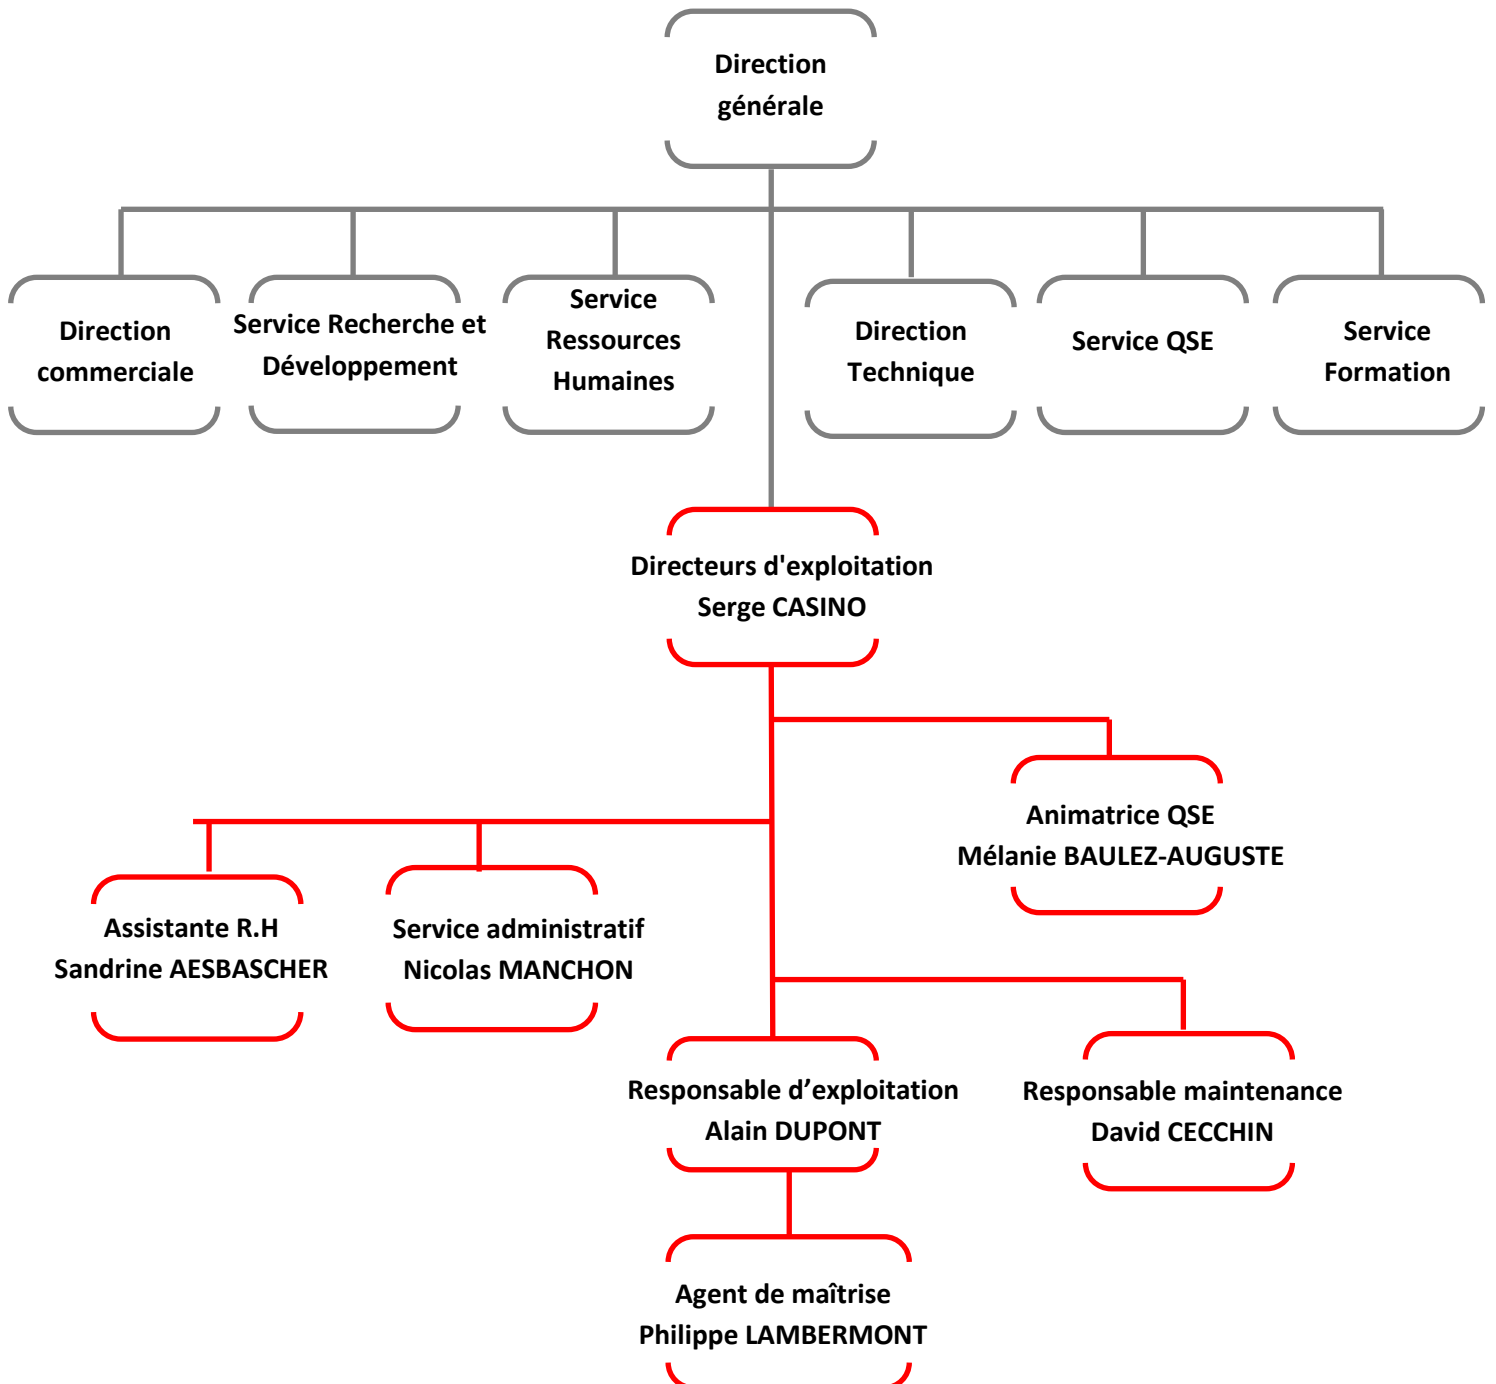 Direction
générale
Direction
commerciale
Service Recherche et
Développement
Service
Ressources
Humaines
Direction
Technique
Service QSE
Service
Formation
Directeurs d'exploitation
Serge CASINO
Animatrice QSE
Mélanie BAULEZ-AUGUSTE
Assistante R.H
Sandrine AESBASCHER
Service administratif
Nicolas MANCHON
Responsable d’exploitation
Alain DUPONT
Responsable maintenance
David CECCHIN
Agent de maîtrise
Philippe LAMBERMONT